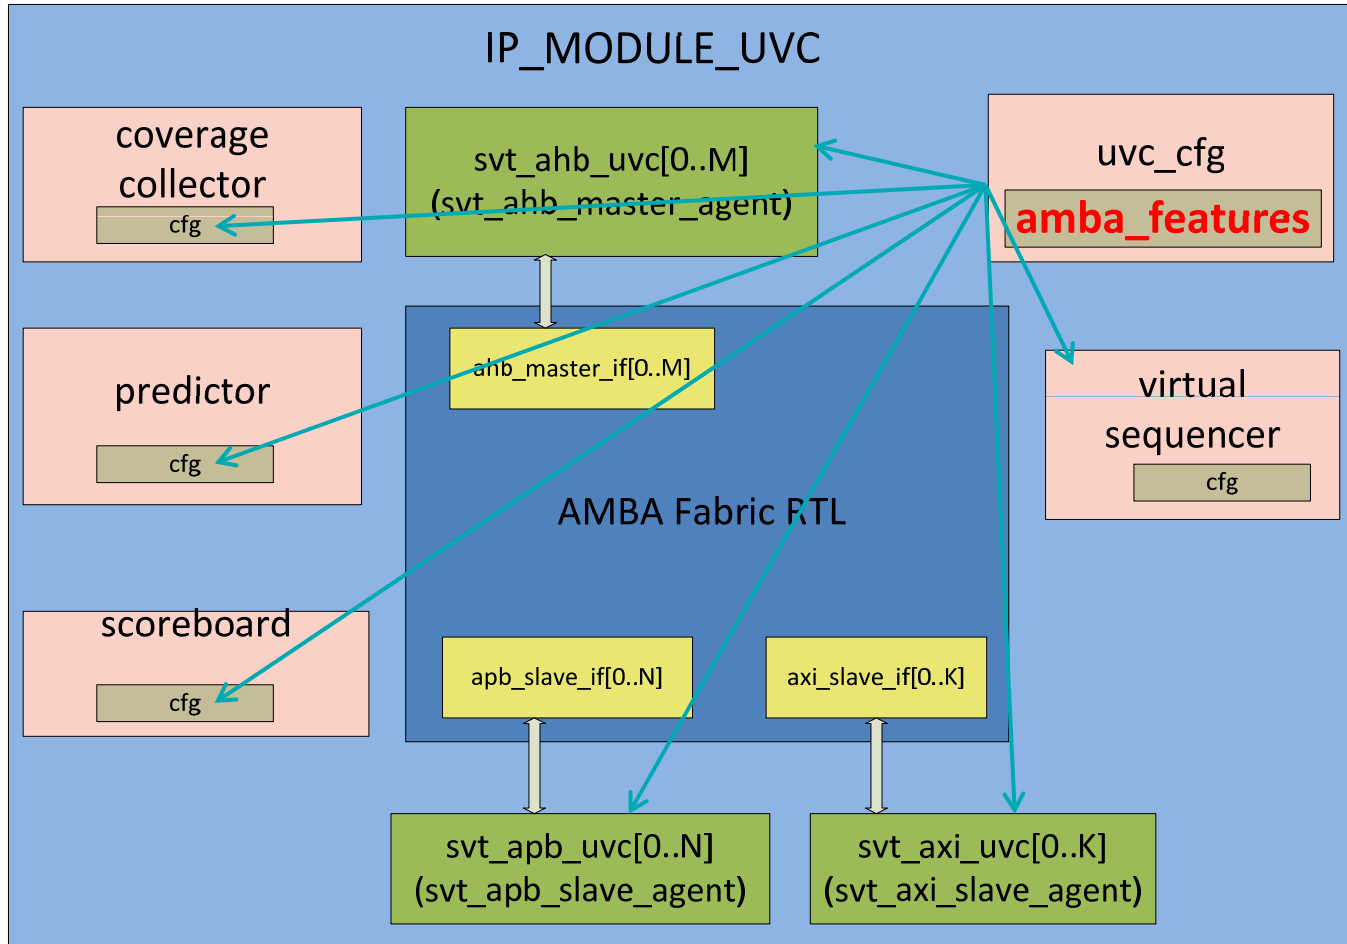 IP_MODULE_UVC
coverage
collector
cfg
svt_ahb_uvc[0..M]
(svt_ahb_master_agent)
uvc_cfg
amba_features
ahb_master_if[0..M]
predictor
cfg
virtual
sequencer
cfg
AMBA Fabric RTL
scoreboard
cfg
apb_slave_if[0..N]
axi_slave_if[0..K]
svt_apb_uvc[0..N]
(svt_apb_slave_agent)
svt_axi_uvc[0..K]
(svt_axi_slave_agent)